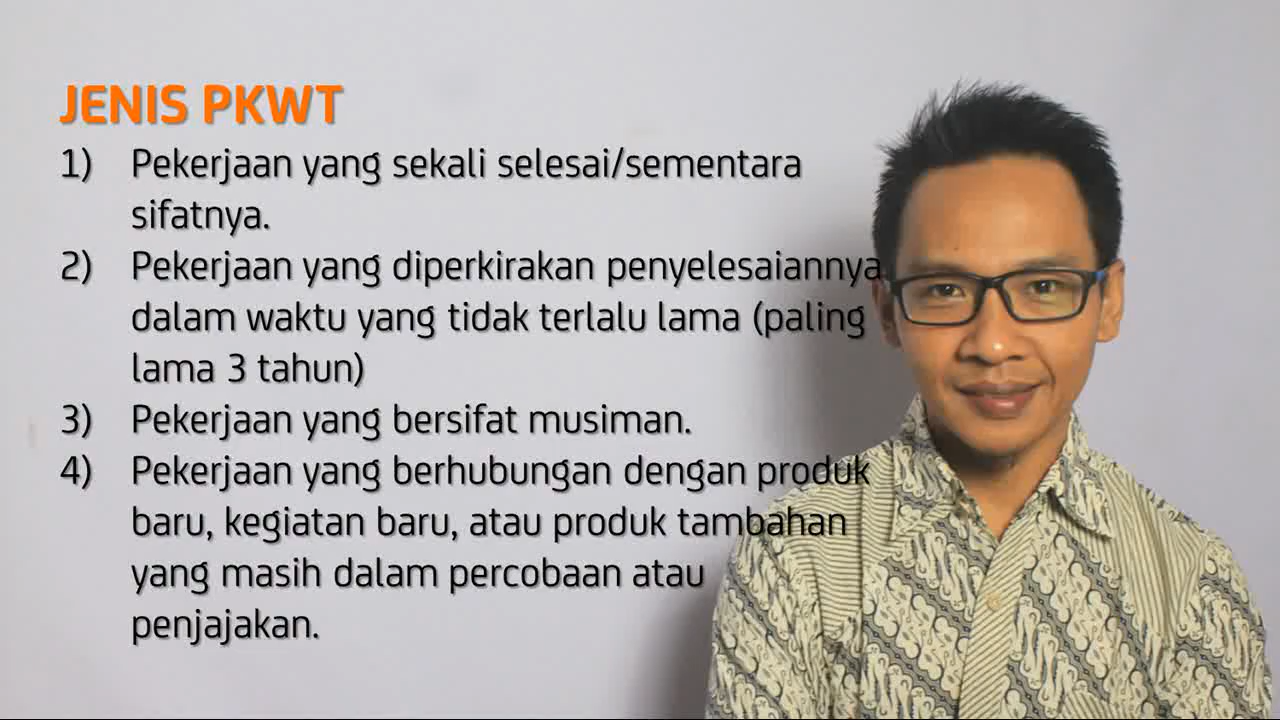 JENIS PKWT
1) Pekerjaan yang sekali selesai/sementara
sifatnya.
2) Pekerjaan yang diperkirakan penyelesaiannya
dalam waktu yang tidak terlalu lama (paling
lama 3 tahun)
3) Pekerjaan yang bersifat musiman.
4) Pekerjaan yang berhubungan dengan produk
baru, kegiatan baru, atau produk tambahan
yang masih dalam percobaan atau
penjajakan.